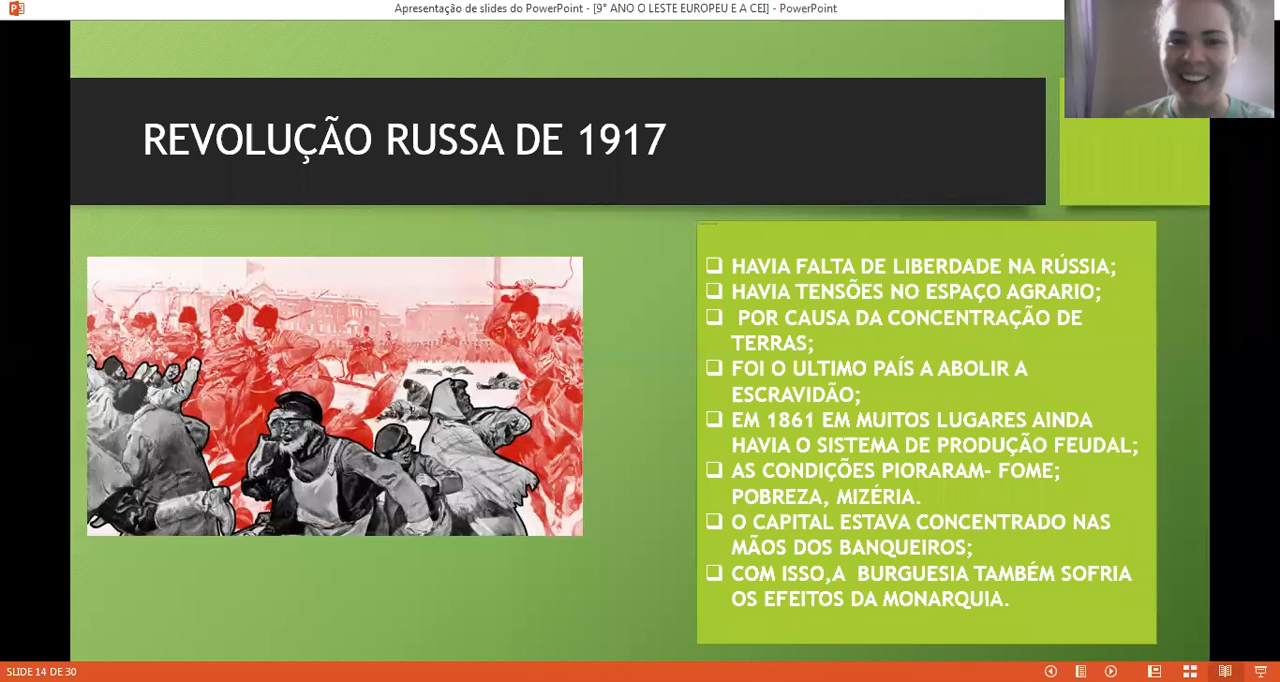 Apresentação de slides do PowerPoint - [9° ANO O LESTE EUROPEU E A CEI] - PowerPoint
REVOLUÇÃO RUSSA DE 1917
HAVIA FALTA DE LIBERDADE NA RÚSSIA;
HAVIA TENSÕES NO ESPAÇO AGRARIO;
POR CAUSA DA CONCENTRAÇÃO DE
TERRAS;
FOI O ULTIMO PAÍS A ABOLIR A
ESCRAVIDÃO;
EM 1861 EM MUITOS LUGARES AINDA
HAVIA O SISTEMA DE PRODUÇÃO FEUDAL;
AS CONDIÇÕES PIORARAM- FOME;
POBREZA, MIZÉRIA.
O CAPITAL ESTAVA CONCENTRADO NAS
MÃOS DOS BANQUEIROS;
COM ISSO,A BURGUESIA TAMBÉM SOFRIA
OS EFEITOS DA MONARQUIA.
SLIDE 14 DE 30